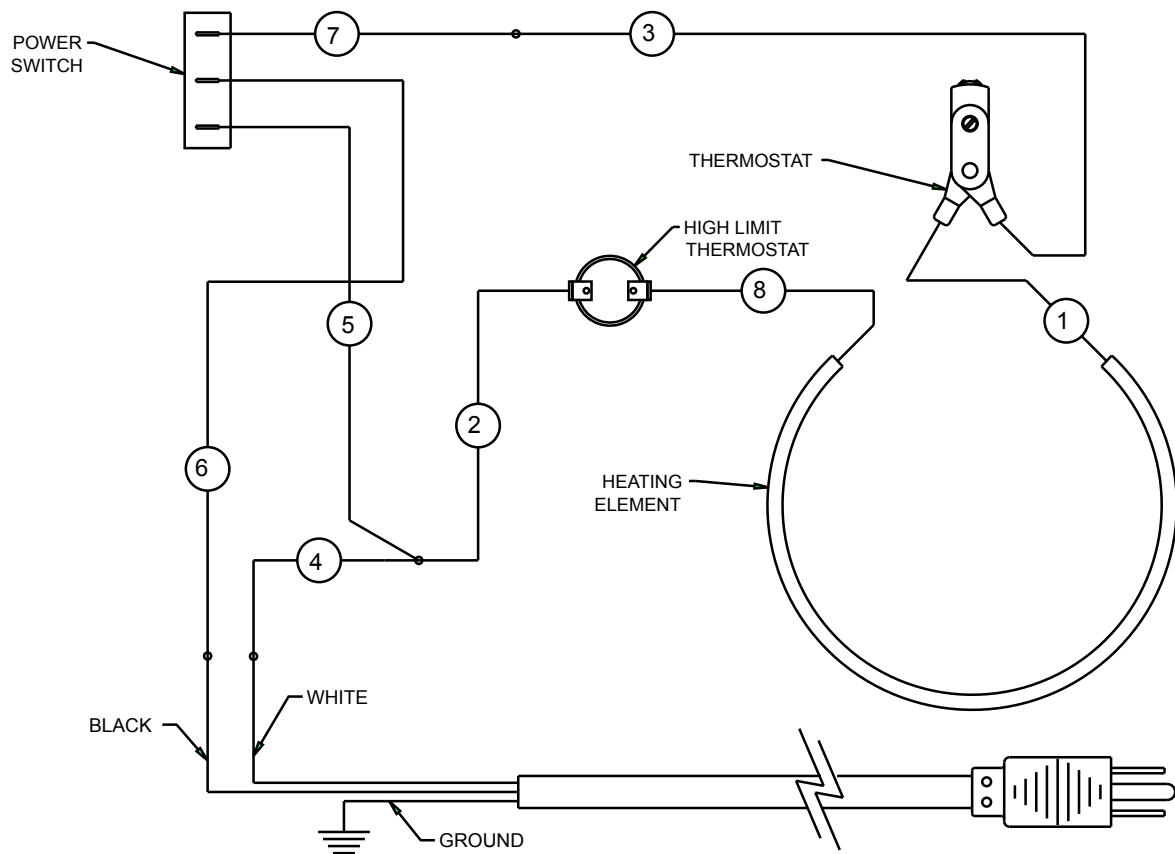 7
3
POWER
SWITCH
THERMOSTAT
HIGH LIMIT
THERMOSTAT
8
5
1
2
6
HEATING
ELEMENT
4
WHITE
BLACK
GROUND